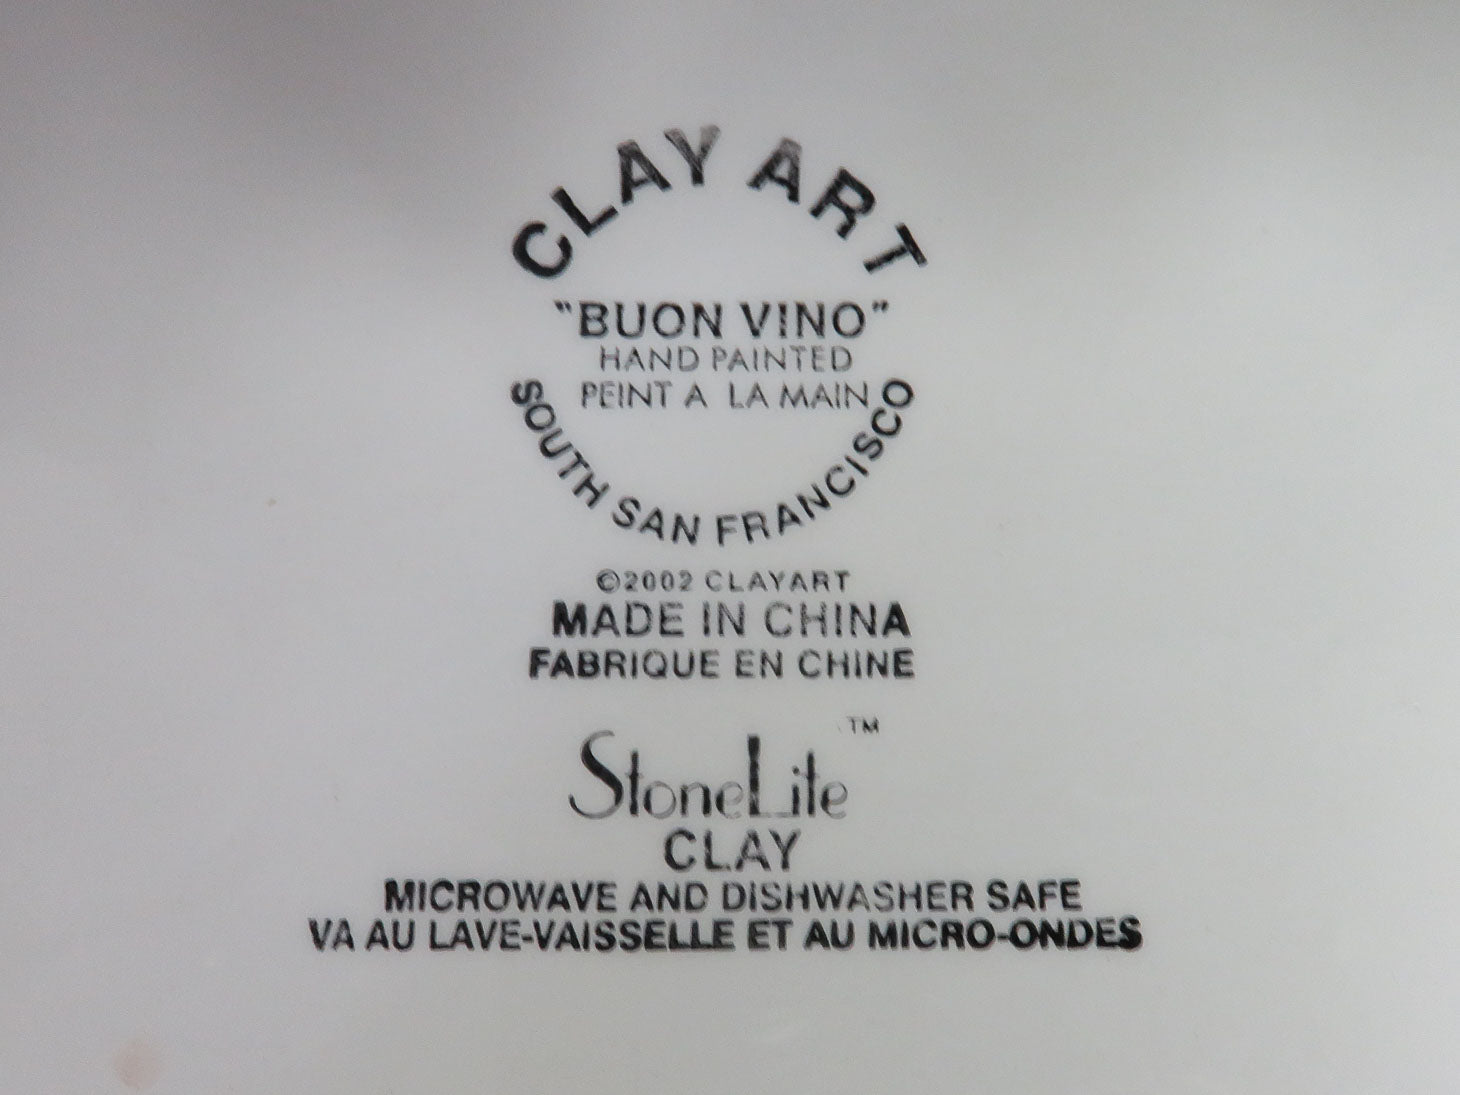 CLAY ART
"BUON VINO"
HAND PAINTED
PEINT A LA MAIN
SOUTH SAN FRANCISCO
©2002 CLAYART
MADE IN CHINA
FABRIQUE EN CHINE
StoneLite™
CLAY
MICROWAVE AND DISHWASHER SAFE
VA AU LAVE-VAISSELLE ET AU MICRO-ONDES